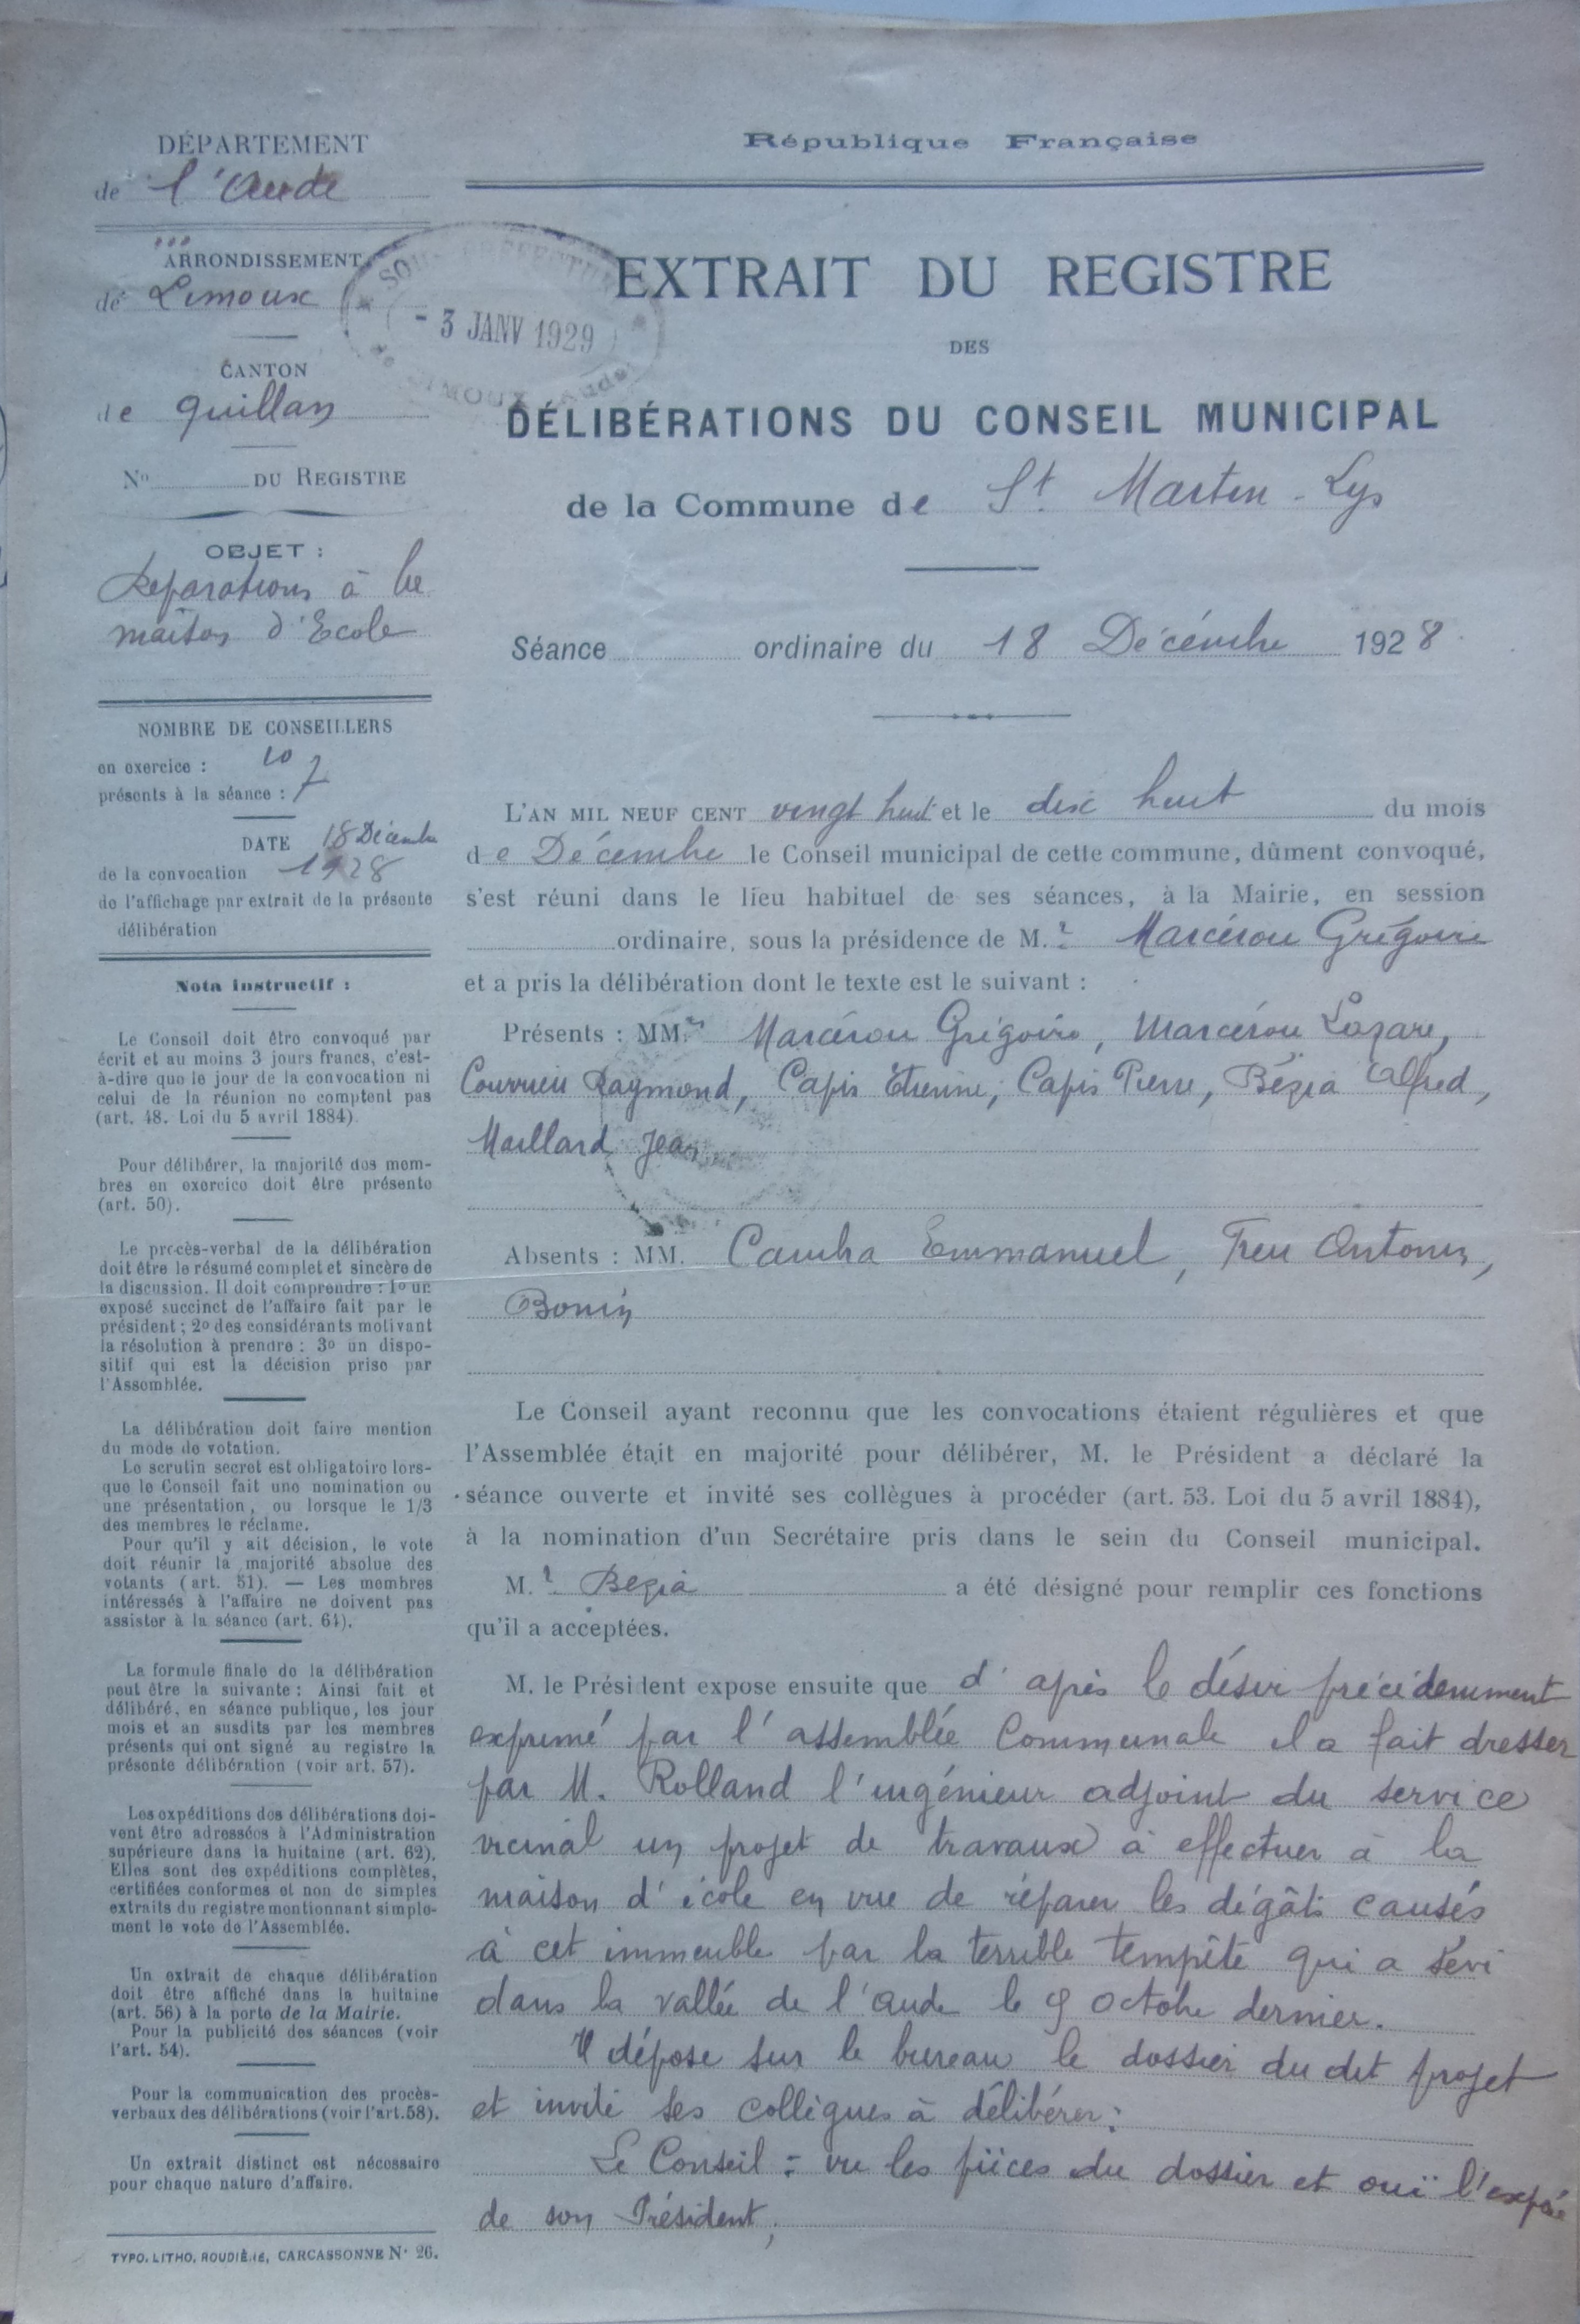 DÉPARTEMENT
de l'Aude
ARRONDISSEMENT
de Limoux
CANTON
de Quillan
No DU REGISTRE
OBJET :
Réparations à la
maison d'Ecole
NOMBRE DE CONSEILLERS
en exercice : 10
présents à la séance : 7
DATE 18 Décembre
de la convocation 1928
de l'affichage par extrait de la présente
délibération
Nota instructif :
Le Conseil doit être convoqué par
écrit et au moins 3 jours francs, c'est-
à-dire que le jour de la convocation ni
celui de la réunion ne comptent pas
(art. 48. Loi du 5 avril 1884)
Pour délibérer, la majorité des mem-
bres en exercice doit être présente
(art. 50).
Le procès-verbal de la délibération
doit être le résumé complet et sincère de
la discussion. Il doit comprendre : 1o un
exposé succinct de l'affaire fait par le
président ; 2o des considérants motivant
la résolution à prendre : 3o un dispo-
sitif qui est la décision prise par
l'Assemblée.
La délibération doit faire mention
du mode de votation.
Le scrutin secret est obligatoire lors-
que le Conseil fait une nomination ou
une présentation, ou lorsque le 1/3
des membres le réclame.
Pour qu'il y ait décision, le vote
doit réunir la majorité absolue des
votants (art. 51). — Les membres
intéressés à l'affaire ne doivent pas
assister à la séance (art. 64).
La formule finale de la délibération
peut être la suivante : Ainsi fait et
délibéré, en séance publique, les jour
mois et an susdits par les membres
présents qui ont signé au registre la
présente délibération (voir art. 57).
Les expéditions des délibérations doi-
vent être adressées à l'Administration
supérieure dans la huitaine (art. 62).
Elles sont des expéditions complètes,
certifiées conformes et non de simples
extraits du registre mentionnant simple-
ment le vote de l'Assemblée.
Un extrait de chaque délibération
doit être affiché dans la huitaine
(art. 56) à la porte de la Mairie.
Pour la publicité des séances (voir
l'art. 54).
Pour la communication des procès-
verbaux des délibérations (voir l'art. 58).
Un extrait distinct est nécessaire
pour chaque nature d'affaire.
TYPO. LITHO. ROUDIÈRE, CARCASSONNE No 26.
République Française
SOUS-PRÉFECTURE
- 3 JANV 1929
de LIMOUX (Aude)
EXTRAIT DU REGISTRE
DES
DÉLIBÉRATIONS DU CONSEIL MUNICIPAL
de la Commune de St Martin-Lys
Séance ordinaire du 18 Décembre 1928
L'AN MIL NEUF CENT vingt huit et le dix huit du mois
de Décembre le Conseil municipal de cette commune, dûment convoqué,
s'est réuni dans le lieu habituel de ses séances, à la Mairie, en session
ordinaire, sous la présidence de M.r Marcérou Grégoire
et a pris la délibération dont le texte est le suivant :
Présents : MM.rs Marcérou Grégoire, Marcérou Lazare,
Raymond, Capis Etienne, Capis Pierre, Bézia Alfred,
Maillard Jean
Absents : MM. Emmanuel, Treu Antonin,
Bonin
Le Conseil ayant reconnu que les convocations étaient régulières et que
l'Assemblée était en majorité pour délibérer, M. le Président a déclaré la
séance ouverte et invité ses collègues à procéder (art. 53. Loi du 5 avril 1884),
à la nomination d'un Secrétaire pris dans le sein du Conseil municipal.
M.r Bezia a été désigné pour remplir ces fonctions
qu'il a acceptées.
M. le Président expose ensuite que d'après le désir précédemment
exprimé par l'assemblée Communale il a fait dresser
par M. Rolland l'ingénieur adjoint du service
vicinal un projet de travaux à effectuer à la
maison d'école en vue de réparer les dégâts causés
à cet immeuble par la terrible tempête qui a sévi
dans la vallée de l'Aude le 9 octobre dernier.
Il dépose sur le bureau le dossier du dit projet
et invité ses collègues à délibérer :
Le Conseil : vu les pièces du dossier et ouï l'exposé
de son Président ;